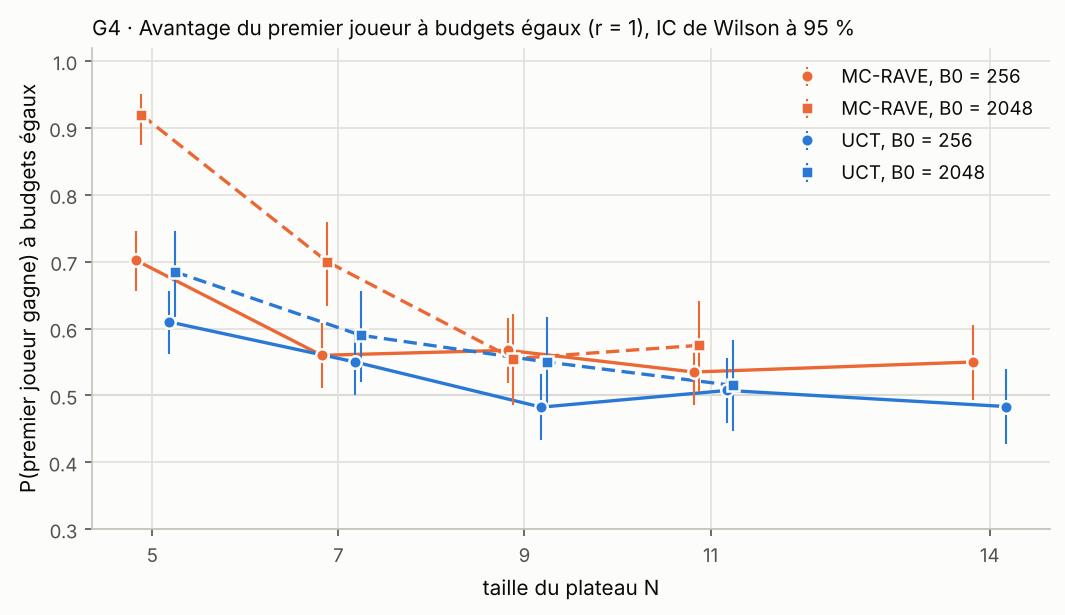 G4 · Avantage du premier joueur à budgets égaux (r = 1), IC de Wilson à 95 %
P(premier joueur gagne) à budgets égaux
1.0
0.9
0.8
0.7
0.6
0.5
0.4
0.3
MC-RAVE, B0 = 256
MC-RAVE, B0 = 2048
UCT, B0 = 256
UCT, B0 = 2048
5 7 9 11 14
taille du plateau N